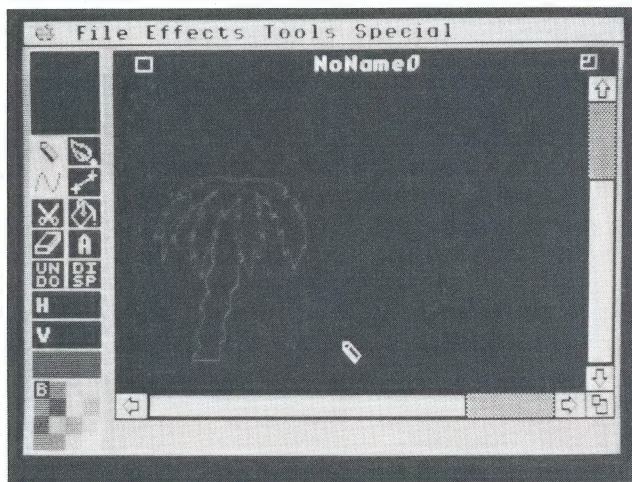 File Effects Tools Special
NoName0
A
UN DI
DO SP
H
V
B